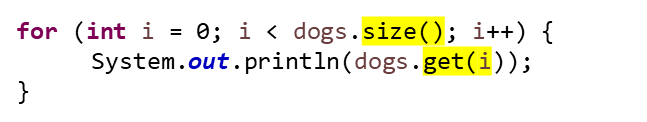 for (int i = 0; i < dogs.size(); i++) {
System.out.println(dogs.get(i));
}